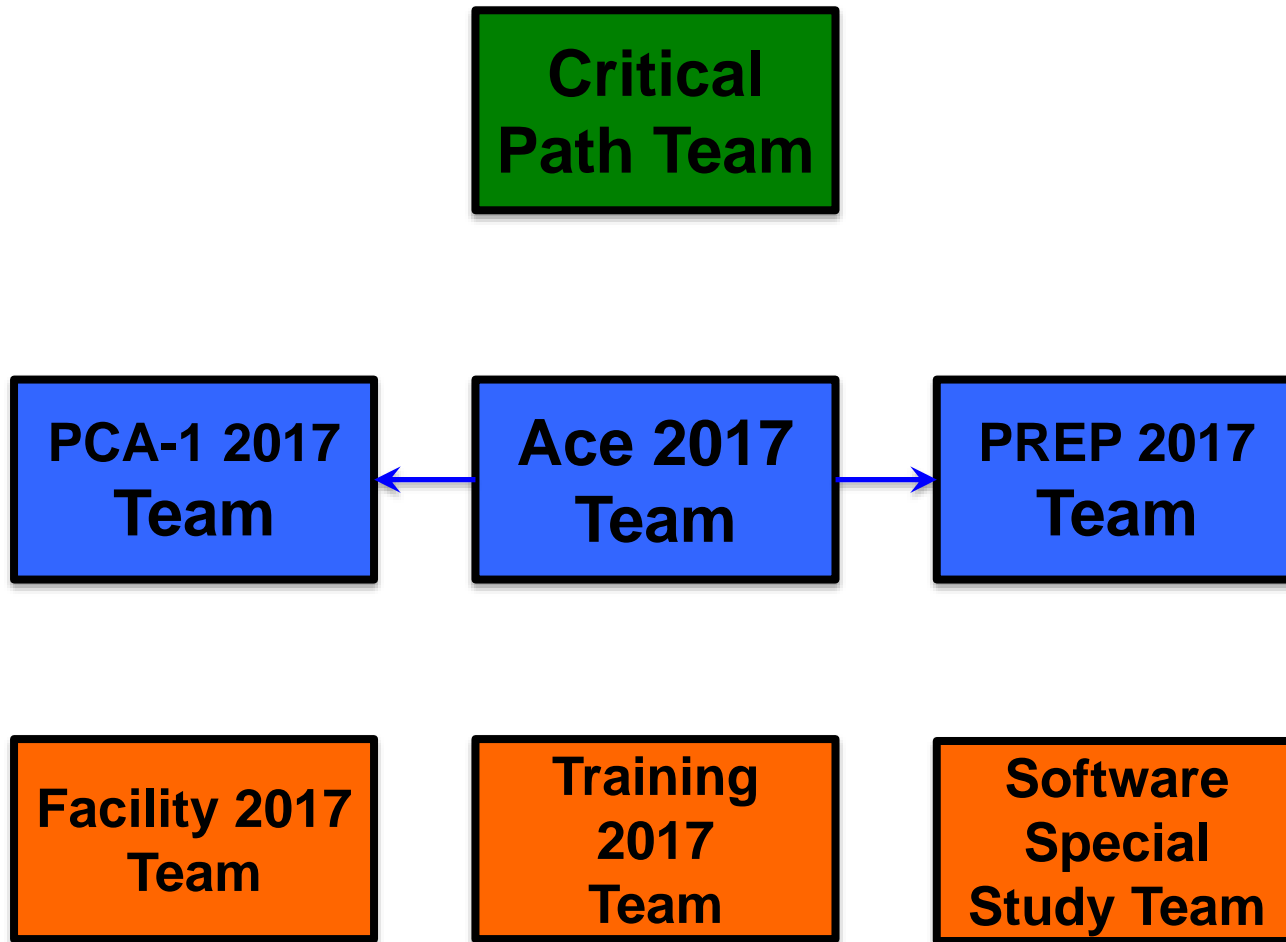 Critical
Path Team
PCA-1 2017
Team
Ace 2017
Team
PREP 2017
Team
Facility 2017
Team
Training
2017
Team
Software
Special
Study Team